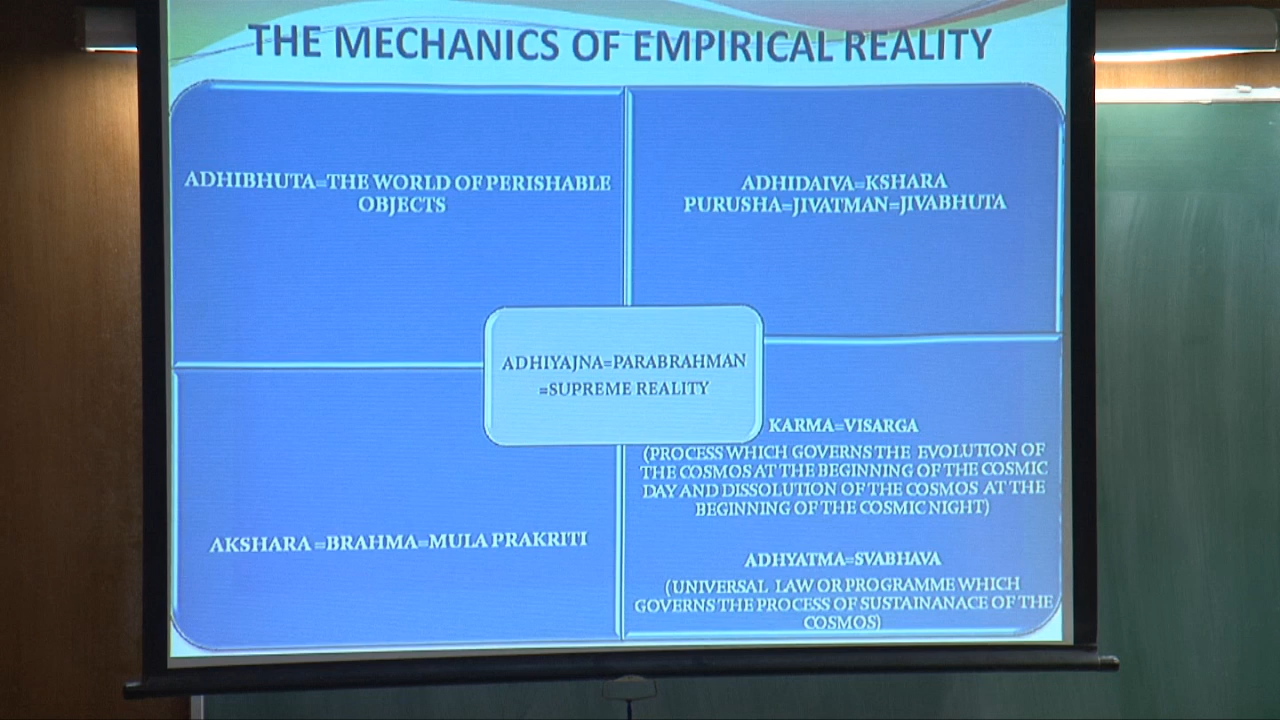 THE MECHANICS OF EMPIRICAL REALITY
ADHIBHUTA=THE WORLD OF PERISHABLE
OBJECTS
ADHIDAIVA=KSHARA
PURUSHA=JIVATMAN=JIVABHUTA
ADHIYAJNA=PARABRAHMAN
=SUPREME REALITY
AKSHARA=BRAHMA=MULA PRAKRITI
KARMA=VISARGA
(PROCESS WHICH GOVERNS THE EVOLUTION OF
THE COSMOS AT THE BEGINNING OF THE COSMIC
DAY AND DISSOLUTION OF THE COSMOS AT THE
BEGINNING OF THE COSMIC NIGHT)
ADHYATMA=SVABHAVA
(UNIVERSAL LAW OR PROGRAMME WHICH
GOVERNS THE PROCESS OF SUSTAINANACE OF THE
COSMOS)